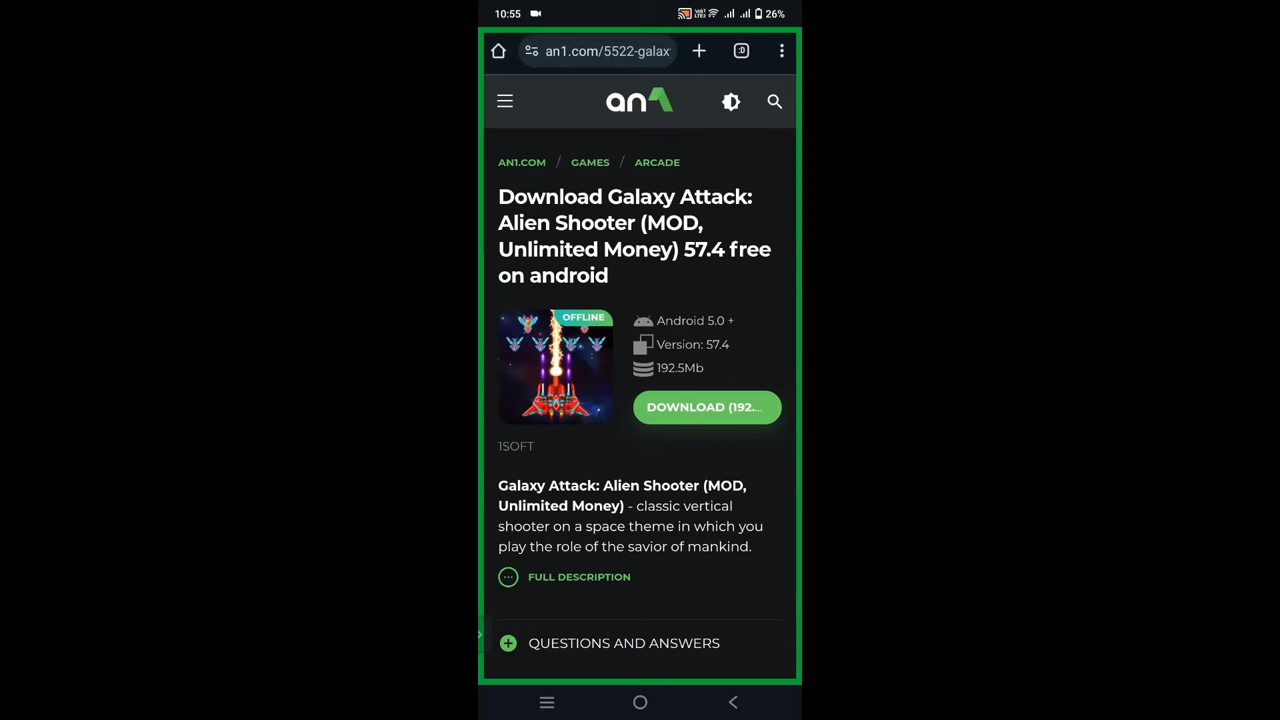 10:55
26%
an1.com/5522-galax
:D
an1
AN1.COM / GAMES / ARCADE
Download Galaxy Attack:
Alien Shooter (MOD,
Unlimited Money) 57.4 free
on android
OFFLINE
Android 5.0 +
Version: 57.4
192.5Mb
DOWNLOAD (192....
1SOFT
Galaxy Attack: Alien Shooter (MOD,
Unlimited Money) - classic vertical
shooter on a space theme in which you
play the role of the savior of mankind.
FULL DESCRIPTION
QUESTIONS AND ANSWERS